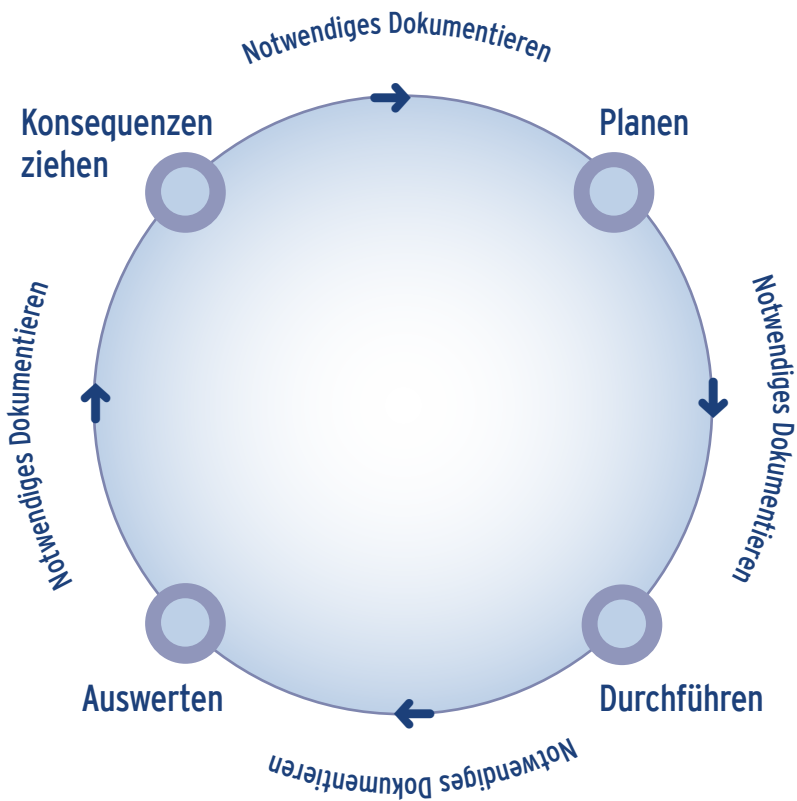 Notwendiges Dokumentieren
Konsequenzen
ziehen
Planen
Notwendiges Dokumentieren
Notwendiges Dokumentieren
Auswerten
Durchführen
Notwendiges Dokumentieren